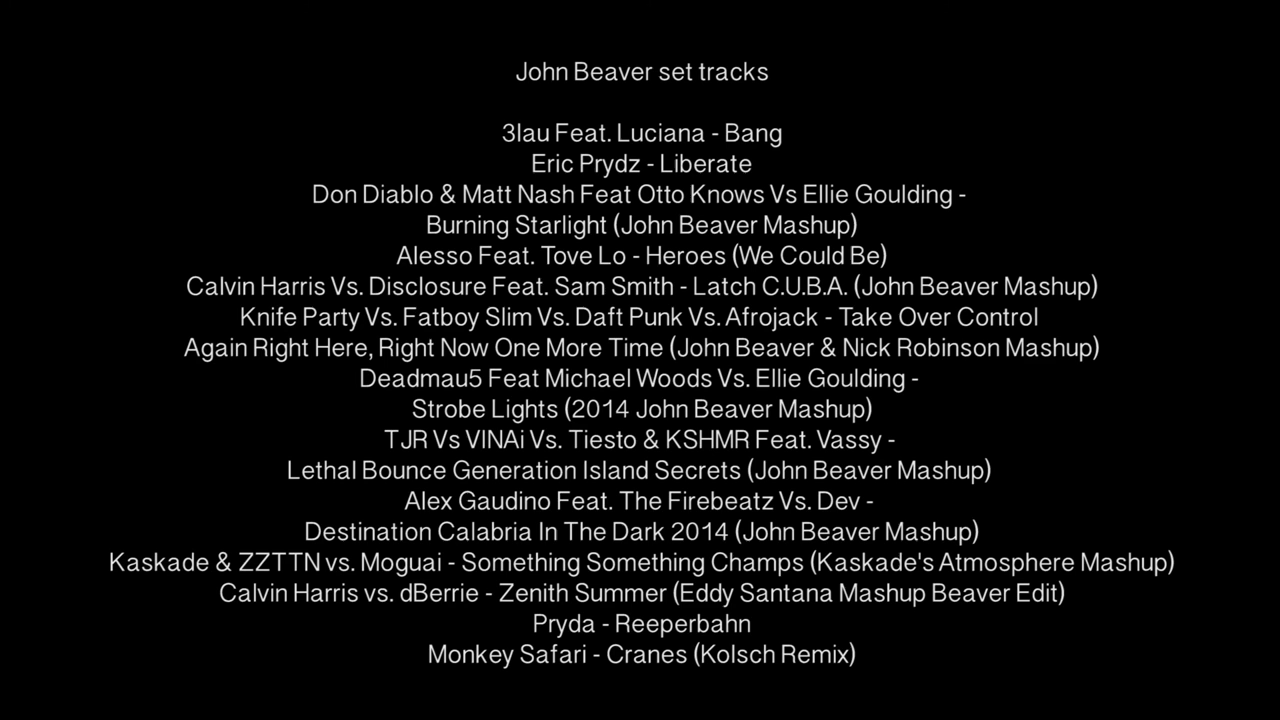 John Beaver set tracks
3lau Feat. Luciana - Bang
Eric Prydz - Liberate
Don Diablo & Matt Nash Feat Otto Knows Vs Ellie Goulding -
Burning Starlight (John Beaver Mashup)
Alesso Feat. Tove Lo - Heroes (We Could Be)
Calvin Harris Vs. Disclosure Feat. Sam Smith - Latch C.U.B.A. (John Beaver Mashup)
Knife Party Vs. Fatboy Slim Vs. Daft Punk Vs. Afrojack - Take Over Control
Again Right Here, Right Now One More Time (John Beaver & Nick Robinson Mashup)
Deadmau5 Feat Michael Woods Vs. Ellie Goulding -
Strobe Lights (2014 John Beaver Mashup)
TJR Vs VINAi Vs. Tiesto & KSHMR Feat. Vassy -
Lethal Bounce Generation Island Secrets (John Beaver Mashup)
Alex Gaudino Feat. The Firebeatz Vs. Dev -
Destination Calabria In The Dark 2014 (John Beaver Mashup)
Kaskade & ZZTTN vs. Moguai - Something Something Champs (Kaskade's Atmosphere Mashup)
Calvin Harris vs. dBerrie - Zenith Summer (Eddy Santana Mashup Beaver Edit)
Pryda - Reeperbahn
Monkey Safari - Cranes (Kolsch Remix)